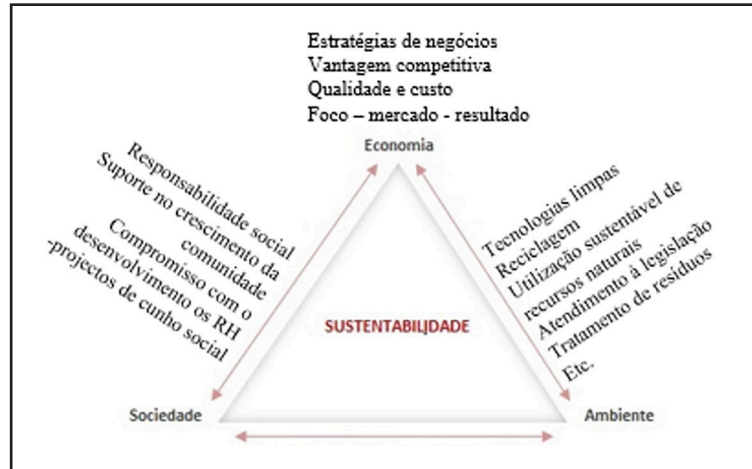 Estratégias de negócios
Vantagem competitiva
Qualidade e custo
Foco – mercado - resultado
Economia
Responsabilidade social
Suporte no crescimento da
comunidade
Compromisso com o
desenvolvimento os RH
-projectos de cunho social
Tecnologias limpas
Reciclagem
Utilização sustentável de
recursos naturais
Atendimento à legislação
Tratamento de resíduos
Etc.
SUSTENTABILIDADE
Sociedade
Ambiente